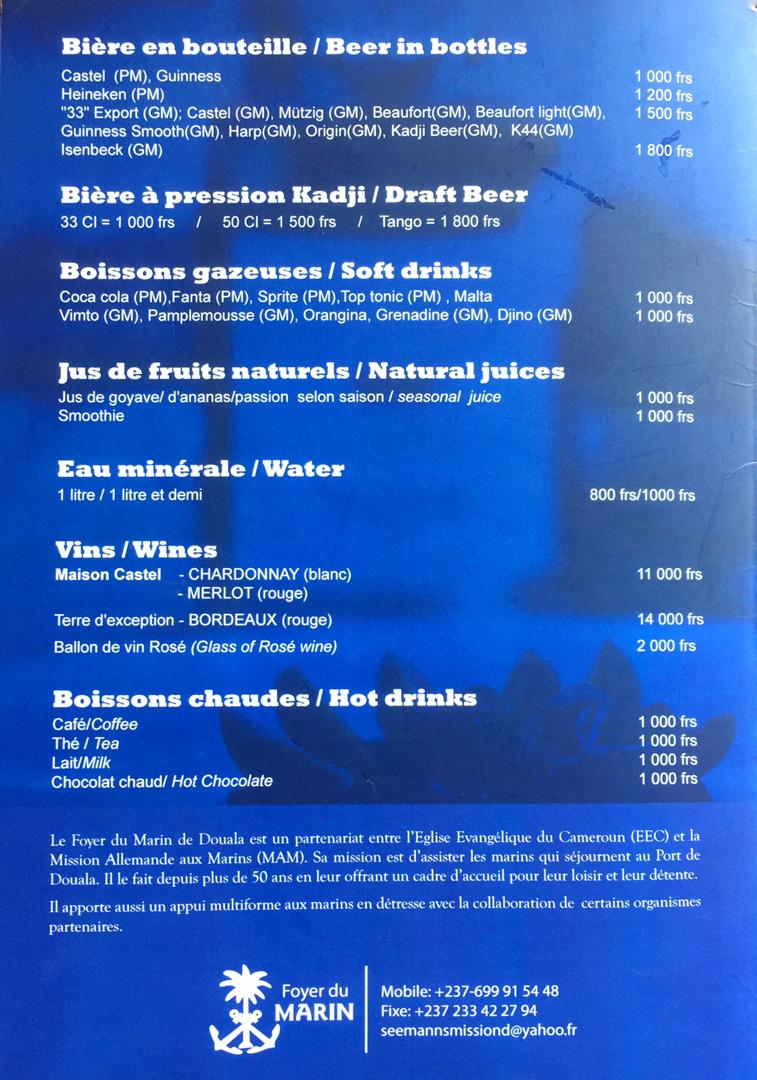 Bière en bouteille / Beer in bottles
Castel (PM), Guinness 1 000 frs
Heineken (PM) 1 200 frs
"33" Export (GM); Castel (GM), Mützig (GM), Beaufort(GM), Beaufort light(GM), 1 500 frs
Guinness Smooth(GM), Harp(GM), Origin(GM), Kadji Beer(GM), K44(GM)
Isenbeck (GM) 1 800 frs
Bière à pression Kadji / Draft Beer
33 Cl = 1 000 frs / 50 Cl = 1 500 frs / Tango = 1 800 frs
Boissons gazeuses / Soft drinks
Coca cola (PM),Fanta (PM), Sprite (PM),Top tonic (PM) , Malta 1 000 frs
Vimto (GM), Pamplemousse (GM), Orangina, Grenadine (GM), Djino (GM) 1 000 frs
Jus de fruits naturels / Natural juices
Jus de goyave/ d'ananas/passion selon saison / seasonal juice 1 000 frs
Smoothie 1 000 frs
Eau minérale / Water
1 litre / 1 litre et demi 800 frs/1000 frs
Vins / Wines
Maison Castel - CHARDONNAY (blanc) 11 000 frs
- MERLOT (rouge)
Terre d'exception - BORDEAUX (rouge) 14 000 frs
Ballon de vin Rosé (Glass of Rosé wine) 2 000 frs
Boissons chaudes / Hot drinks
Café/Coffee 1 000 frs
Thé / Tea 1 000 frs
Lait/Milk 1 000 frs
Chocolat chaud/ Hot Chocolate 1 000 frs
Le Foyer du Marin de Douala est un partenariat entre l'Eglise Evangélique du Cameroun (EEC) et la
Mission Allemande aux Marins (MAM). Sa mission est d'assister les marins qui séjournent au Port de
Douala. Il le fait depuis plus de 50 ans en leur offrant un cadre d'accueil pour leur loisir et leur détente.
Il apporte aussi un appui multiforme aux marins en détresse avec la collaboration de certains organismes
partenaires.
Foyer du
MARIN
Mobile: +237-699 91 54 48
Fixe: +237 233 42 27 94
seemannsmissiond@yahoo.fr